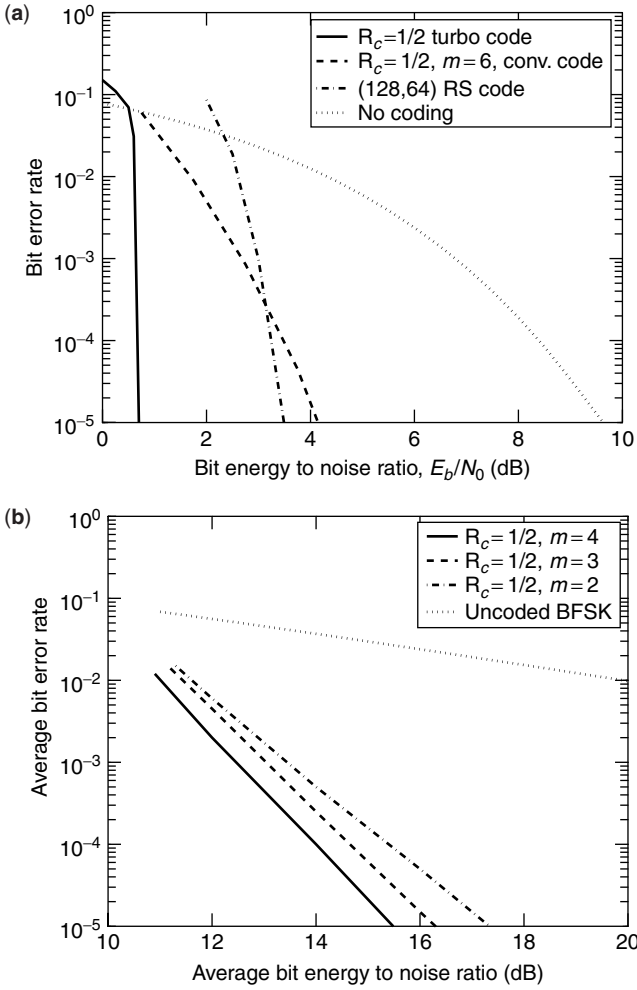 (a)
10⁰
10⁻¹
10⁻²
10⁻³
10⁻⁴
10⁻⁵
Bit error rate
R_c=1/2 turbo code
R_c=1/2, m=6, conv. code
(128,64) RS code
No coding
0 2 4 6 8 10
Bit energy to noise ratio, E_b/N_0 (dB)
(b)
10⁰
10⁻¹
10⁻²
10⁻³
10⁻⁴
10⁻⁵
Average bit error rate
R_c=1/2, m=4
R_c=1/2, m=3
R_c=1/2, m=2
Uncoded BFSK
10 12 14 16 18 20
Average bit energy to noise ratio (dB)